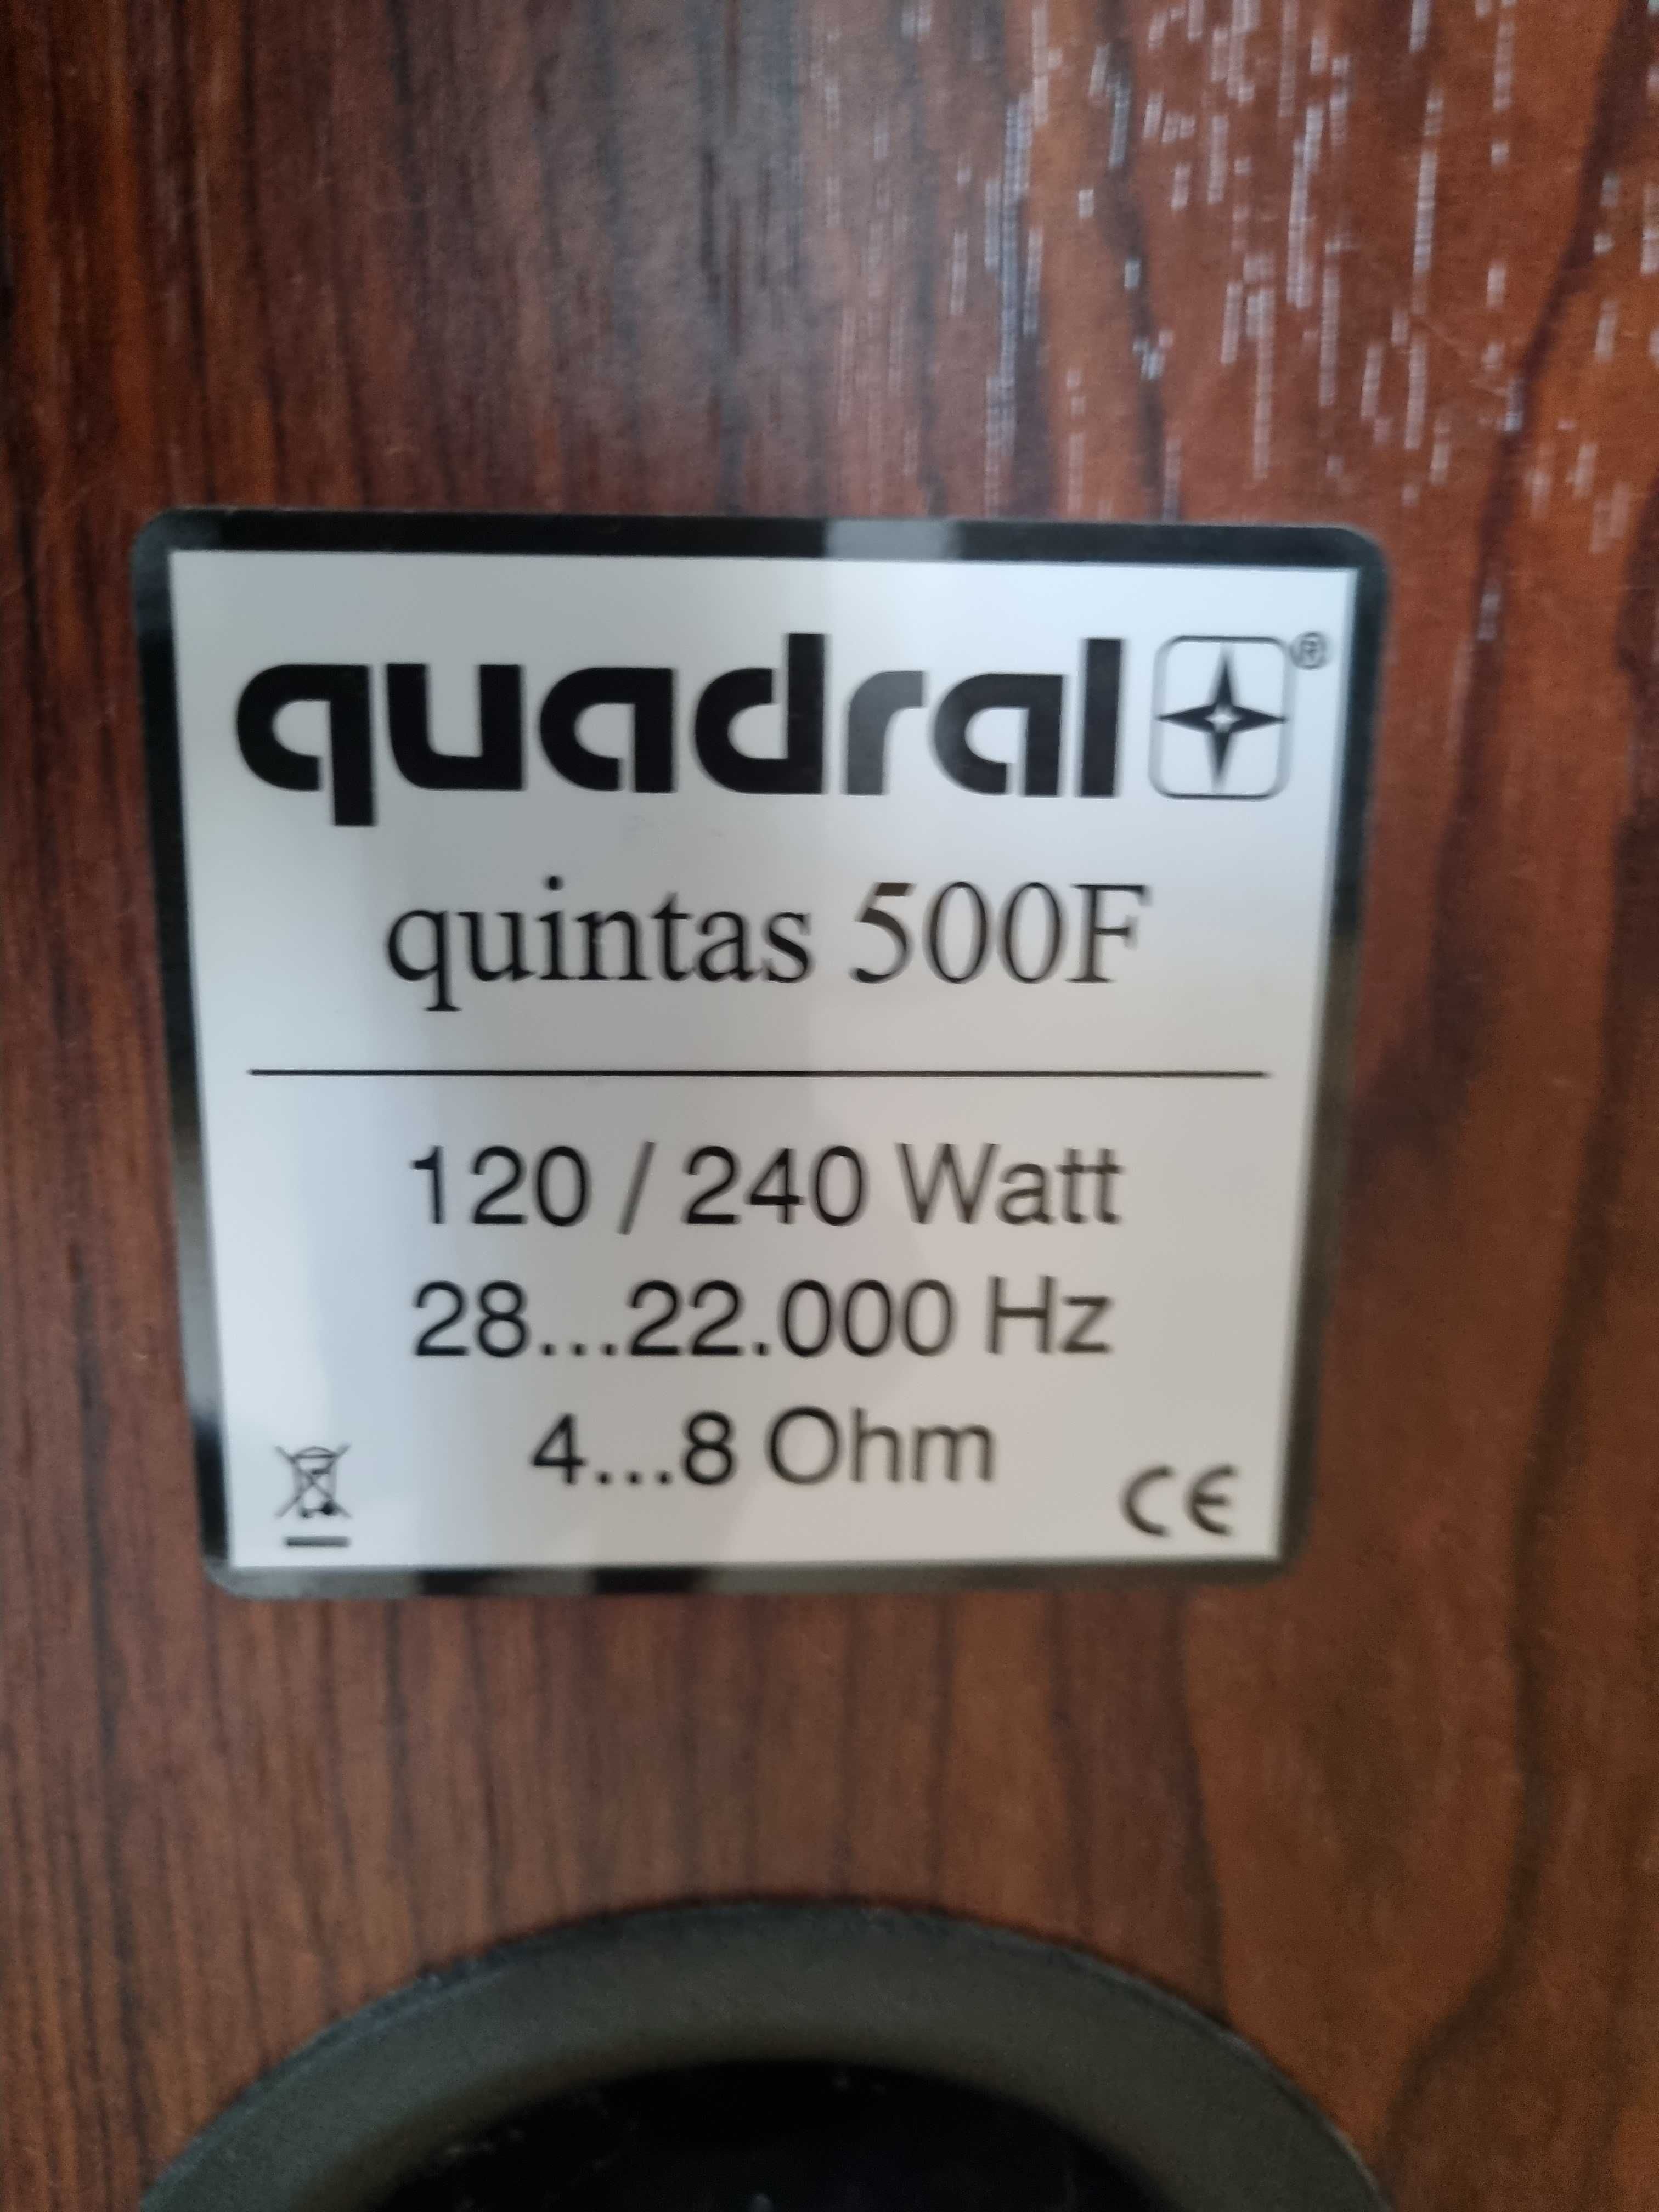 quadral ®
quintas 500F
120 / 240 Watt
28...22.000 Hz
4...8 Ohm
CE